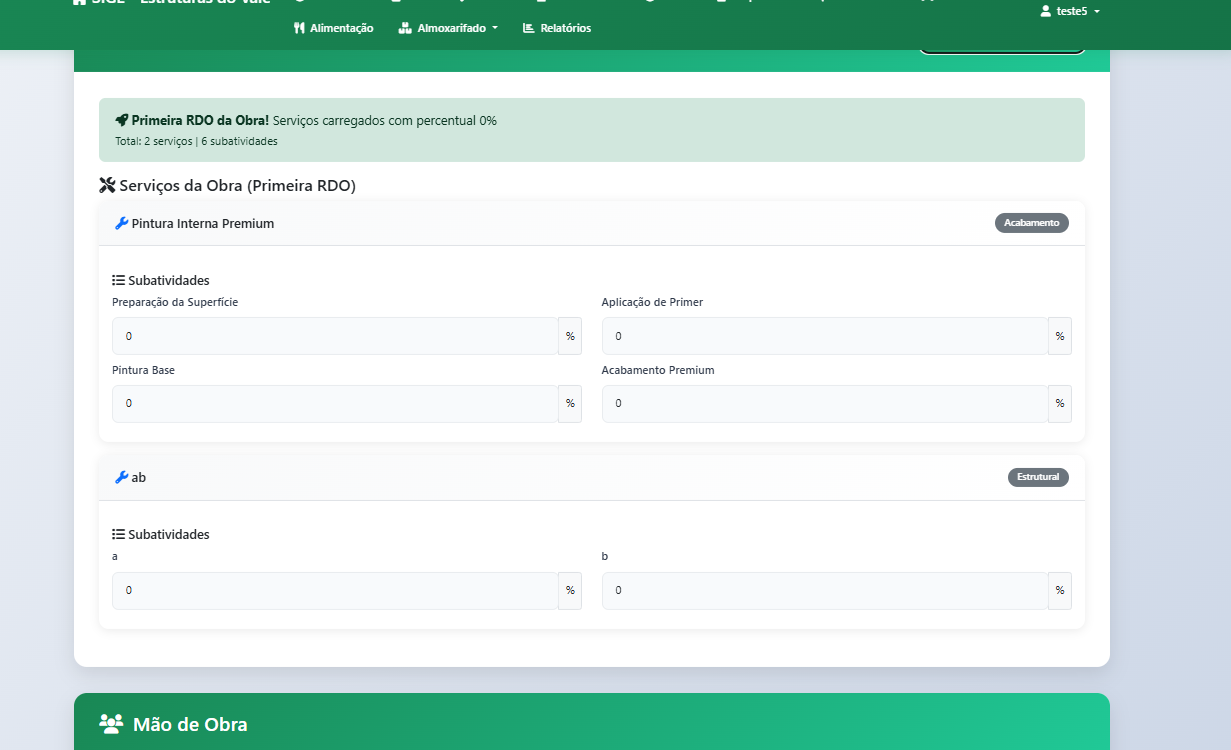 SIGE - Estruturas do Vale
teste5
Alimentação Almoxarifado Relatórios
Primeira RDO da Obra! Serviços carregados com percentual 0%
Total: 2 serviços | 6 subatividades
Serviços da Obra (Primeira RDO)
Pintura Interna Premium Acabamento
Subatividades
Preparação da Superfície Aplicação de Primer
0 % 0 %
Pintura Base Acabamento Premium
0 % 0 %
ab Estrutural
Subatividades
a b
0 % 0 %
Mão de Obra